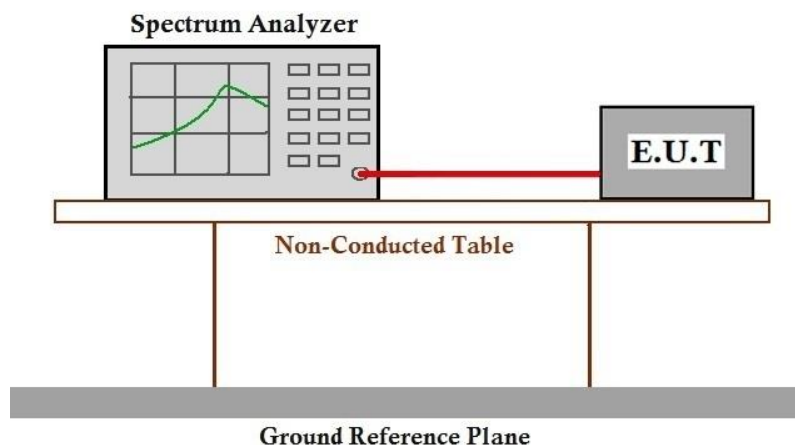 Spectrum Analyzer
E.U.T
Non-Conducted Table
Ground Reference Plane